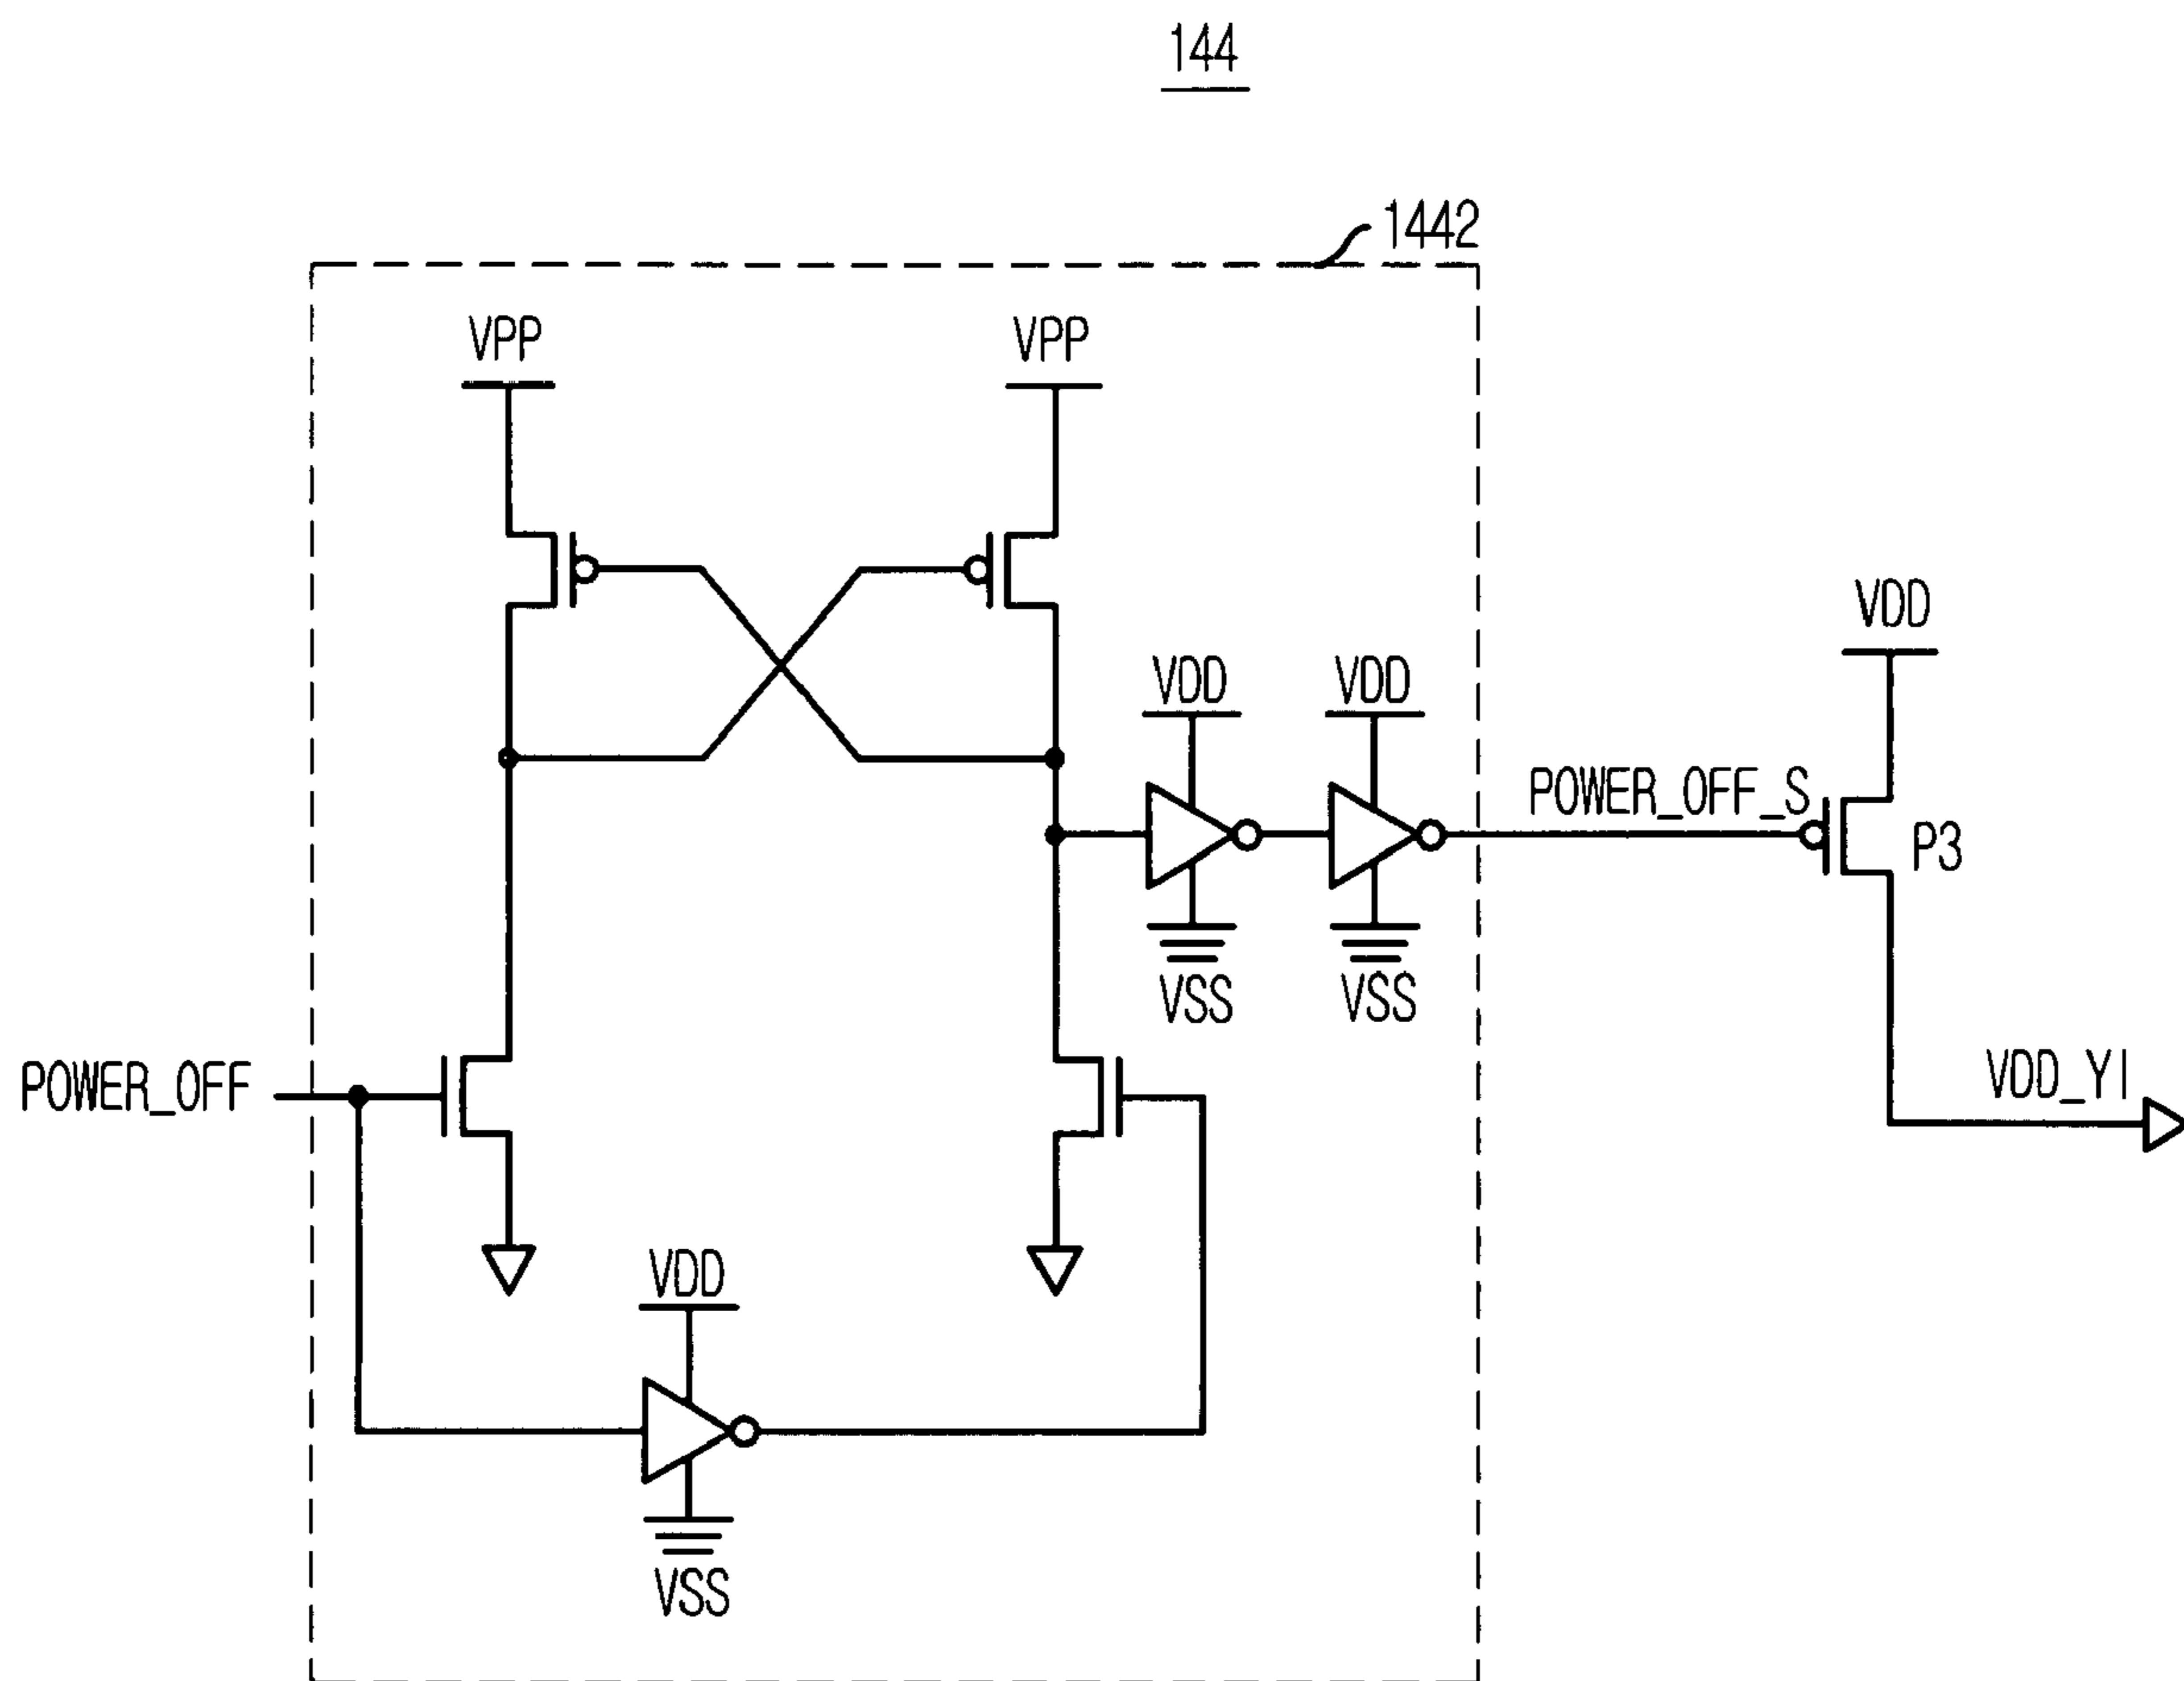 144
1442
VPP
VPP
VDD
VDD
VDD
POWER_OFF_S
P3
VSS
VSS
POWER_OFF
VDD_YI
VDD
VSS